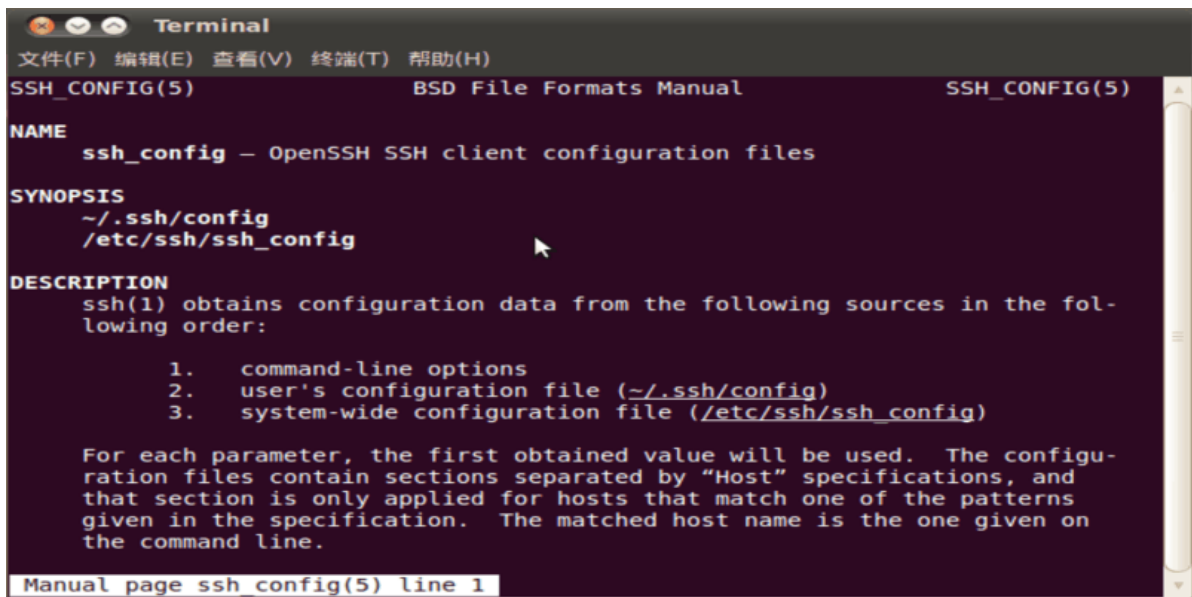 Terminal
文件(F) 编辑(E) 查看(V) 终端(T) 帮助(H)
SSH_CONFIG(5) BSD File Formats Manual SSH_CONFIG(5)
NAME
ssh_config — OpenSSH SSH client configuration files
SYNOPSIS
~/.ssh/config
/etc/ssh/ssh_config
DESCRIPTION
ssh(1) obtains configuration data from the following sources in the fol-
lowing order:
1. command-line options
2. user's configuration file (~/.ssh/config)
3. system-wide configuration file (/etc/ssh/ssh_config)
For each parameter, the first obtained value will be used. The configu-
ration files contain sections separated by “Host” specifications, and
that section is only applied for hosts that match one of the patterns
given in the specification. The matched host name is the one given on
the command line.
Manual page ssh_config(5) line 1